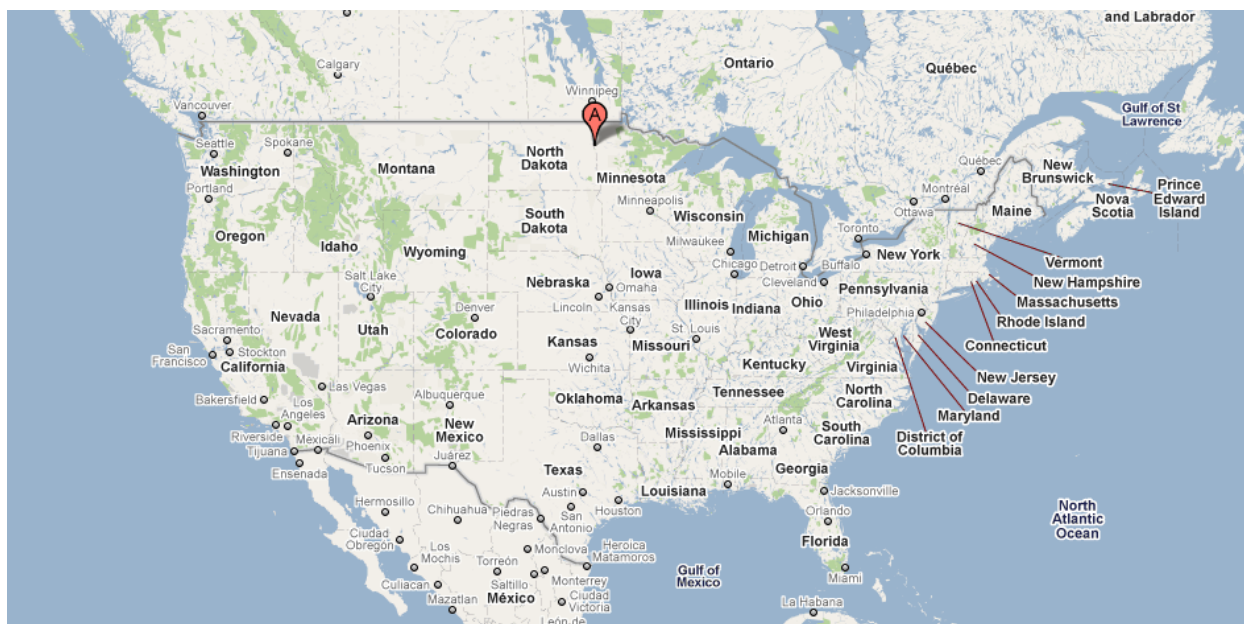 and Labrador
Ontario
Québec
Calgary
Winnipeg
Vancouver
A
Gulf of St
Lawrence
Seattle
Spokane
Washington
Montana
North
Dakota
Minnesota
Québec
New
Brunswick
Prince
Edward
Island
Portland
Minneapolis
Montréal
Ottawa
Maine
Nova
Scotia
Oregon
Idaho
Wyoming
South
Dakota
Wisconsin
Michigan
Toronto
Milwaukee
Buffalo
New York
Vermont
Salt Lake
City
Nebraska
Iowa
Omaha
Chicago
Detroit
Cleveland
New Hampshire
Pennsylvania
Massachusetts
Nevada
Utah
Denver
Colorado
Lincoln
Kansas
City
Illinois
Indiana
Ohio
Philadelphia
Rhode Island
Sacramento
San
Francisco
Stockton
California
Kansas
Wichita
Missouri
St Louis
West
Virginia
Virginia
Kentucky
Connecticut
New Jersey
Delaware
Maryland
District of
Columbia
Las Vegas
Bakersfield
Los
Angeles
Albuquerque
Oklahoma
Arkansas
Tennessee
North
Carolina
Riverside
Tijuana
Ensenada
Mexicali
Arizona
Phoenix
Tucson
New
Mexico
Juárez
Dallas
Mississippi
Alabama
Atlanta
South
Carolina
Georgia
Texas
Austin
San
Antonio
Houston
Louisiana
Mobile
Jacksonville
Orlando
Florida
Miami
North
Atlantic
Ocean
Hermosillo
Chihuahua
Piedras
Negras
Ciudad
Obregón
Los
Mochis
Culiacan
Mazatlan
Torreón
Saltillo
México
Monclova
Monterrey
Heroica
Matamoros
Ciudad
Victoria
León de
Gulf of
Mexico
La Habana